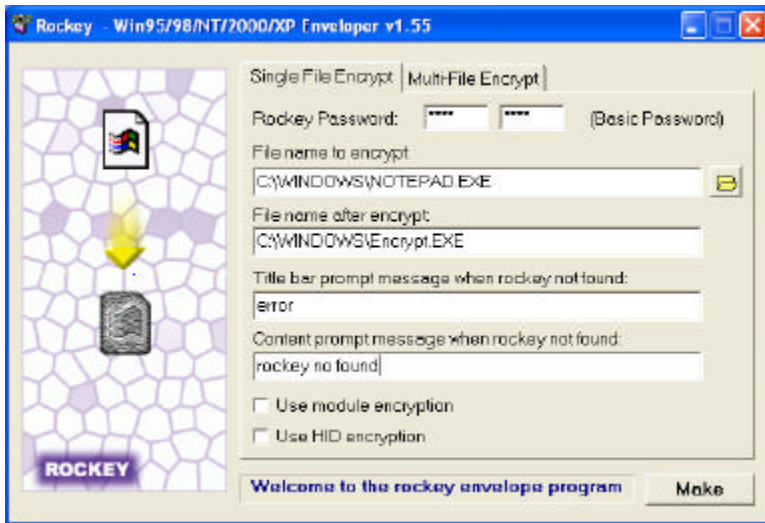 Rockey - Win95/98/NT/2000/XP Enveloper v1.55
Single File Encrypt Multi-File Encrypt
Rockey Password: **** **** (Basic Password)
File name to encrypt
C:\WINDOWS\NOTEPAD.EXE
File name after encrypt:
C:\WINDOWS\Encrypt.EXE
Title bar prompt message when rockey not found:
error
Content prompt message when rockey not found:
rockey no found
Use module encryption
Use HID encryption
ROCKEY
Welcome to the rockey envelope program Make